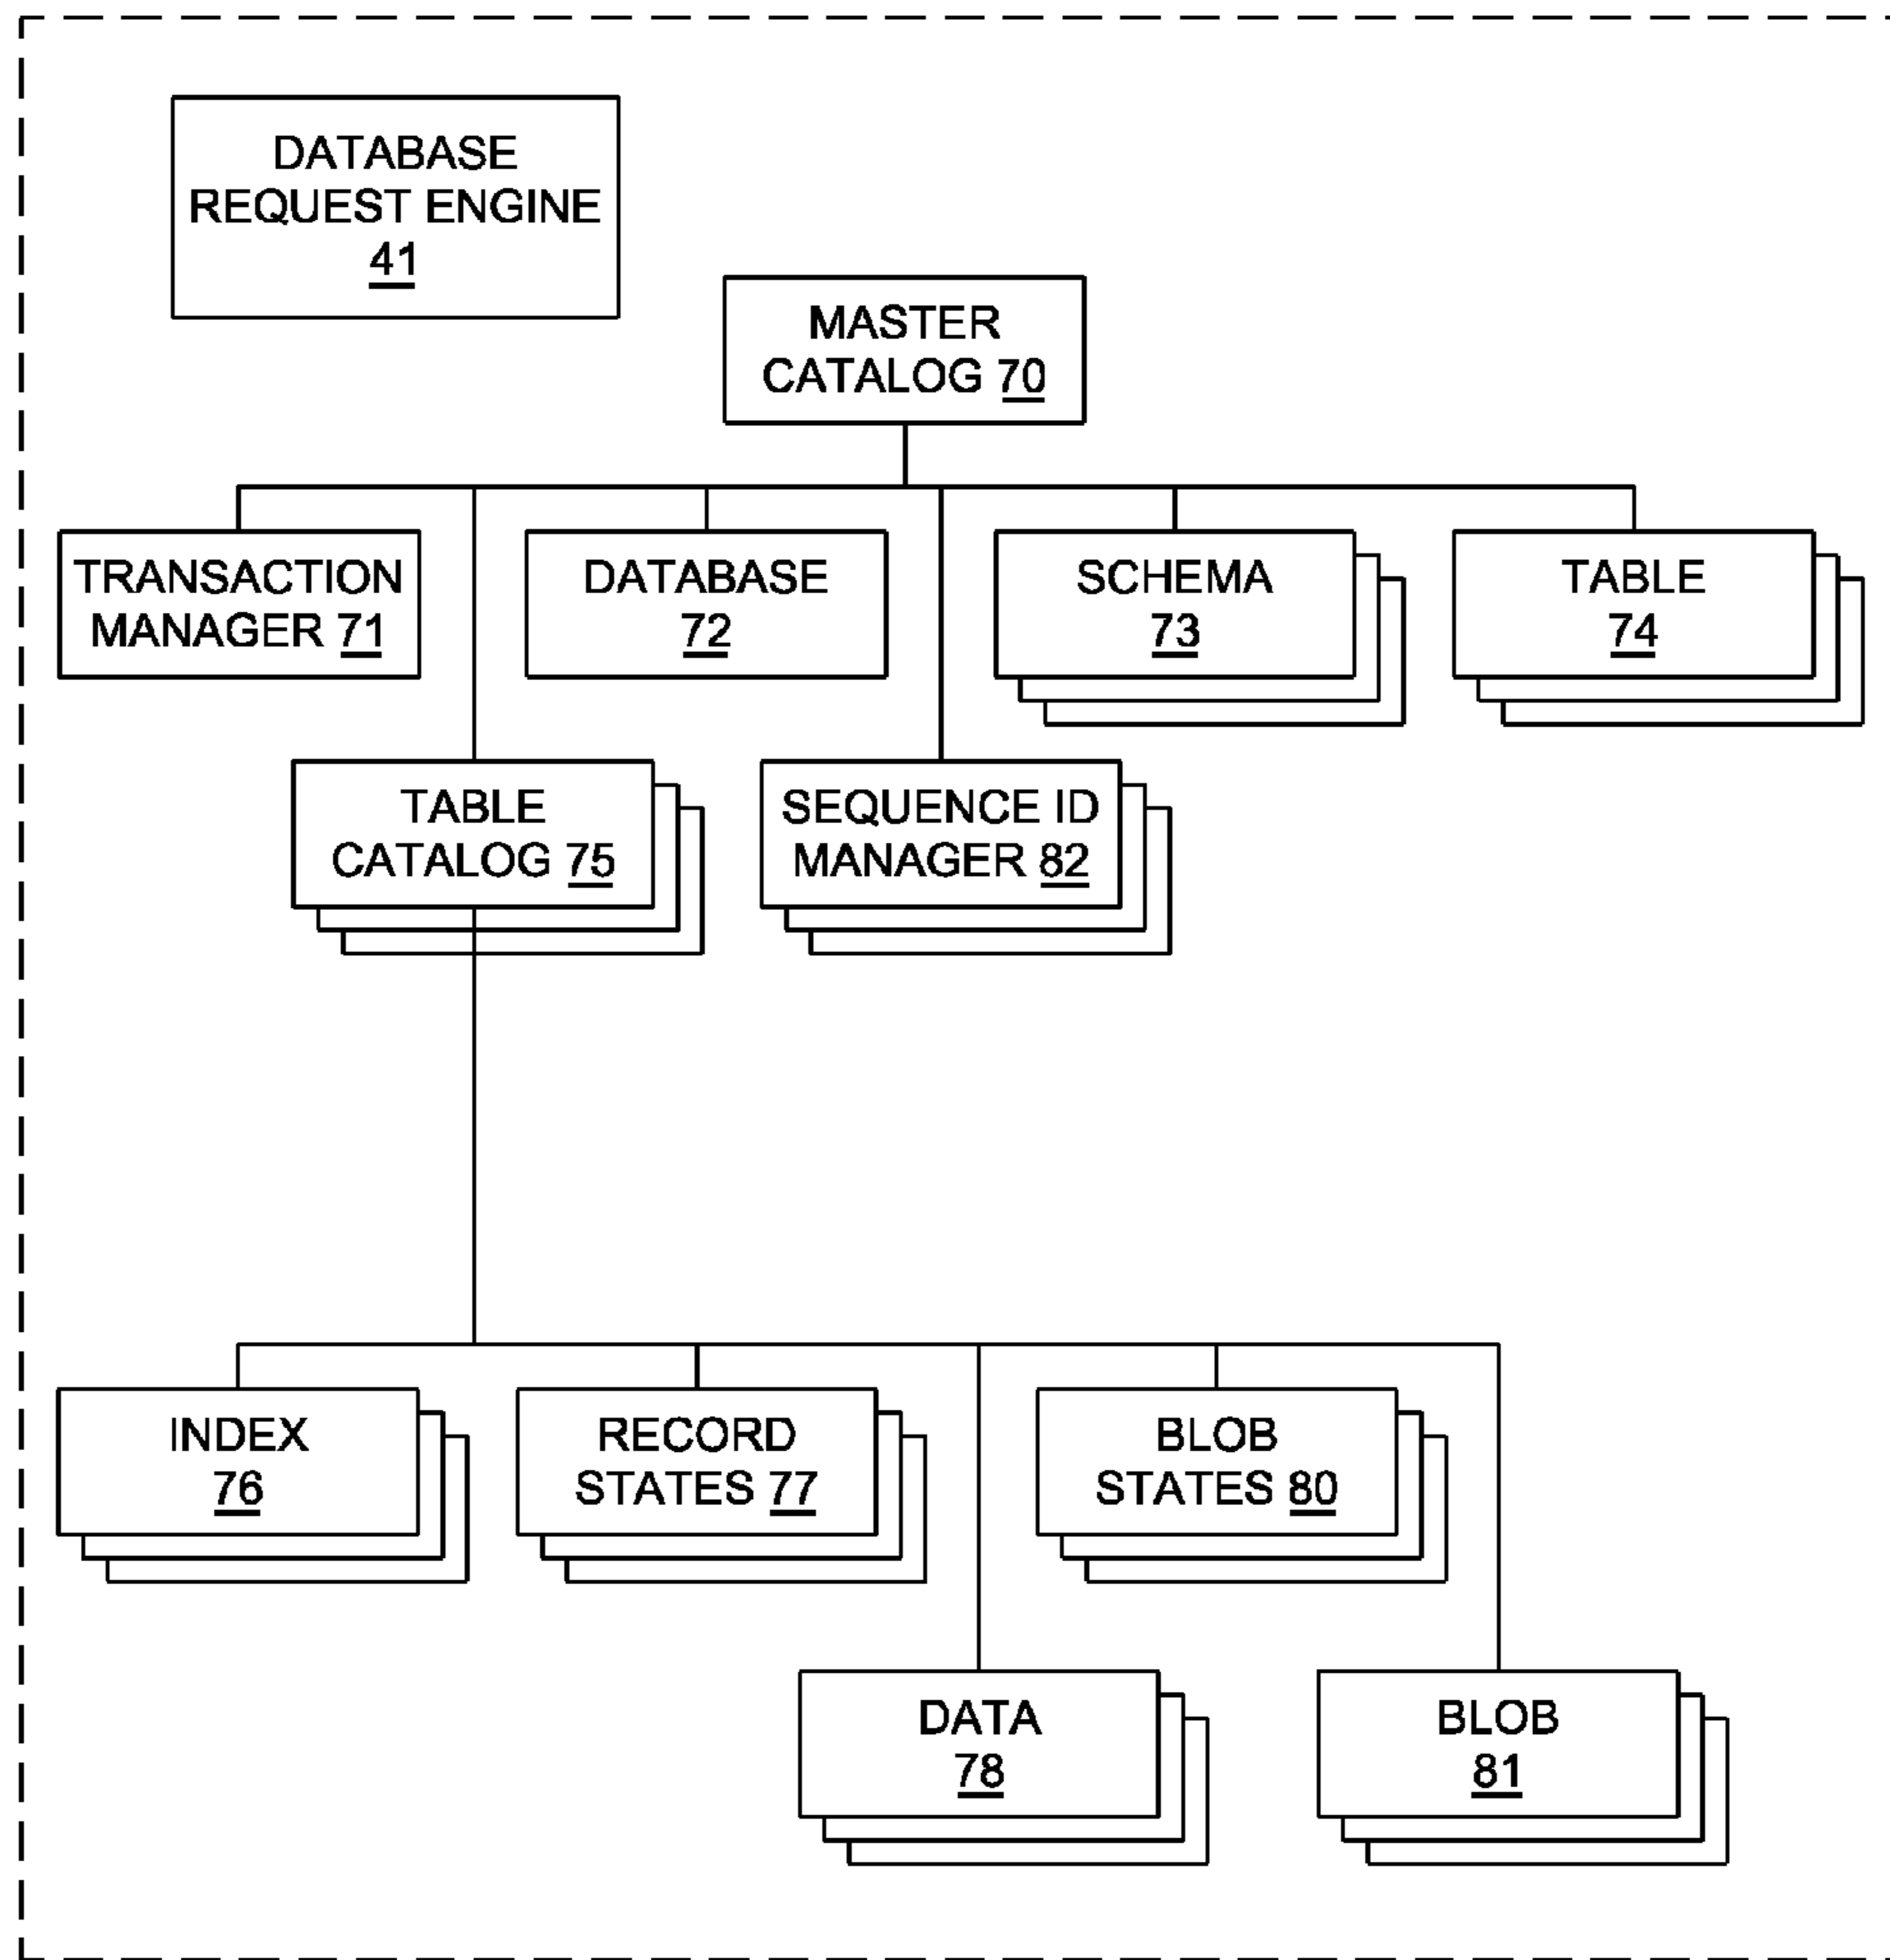 DATABASE
REQUEST ENGINE
41
MASTER
CATALOG 70
TRANSACTION
MANAGER 71
DATABASE
72
SCHEMA
73
TABLE
74
TABLE
CATALOG 75
SEQUENCE ID
MANAGER 82
INDEX
76
RECORD
STATES 77
BLOB
STATES 80
DATA
78
BLOB
81